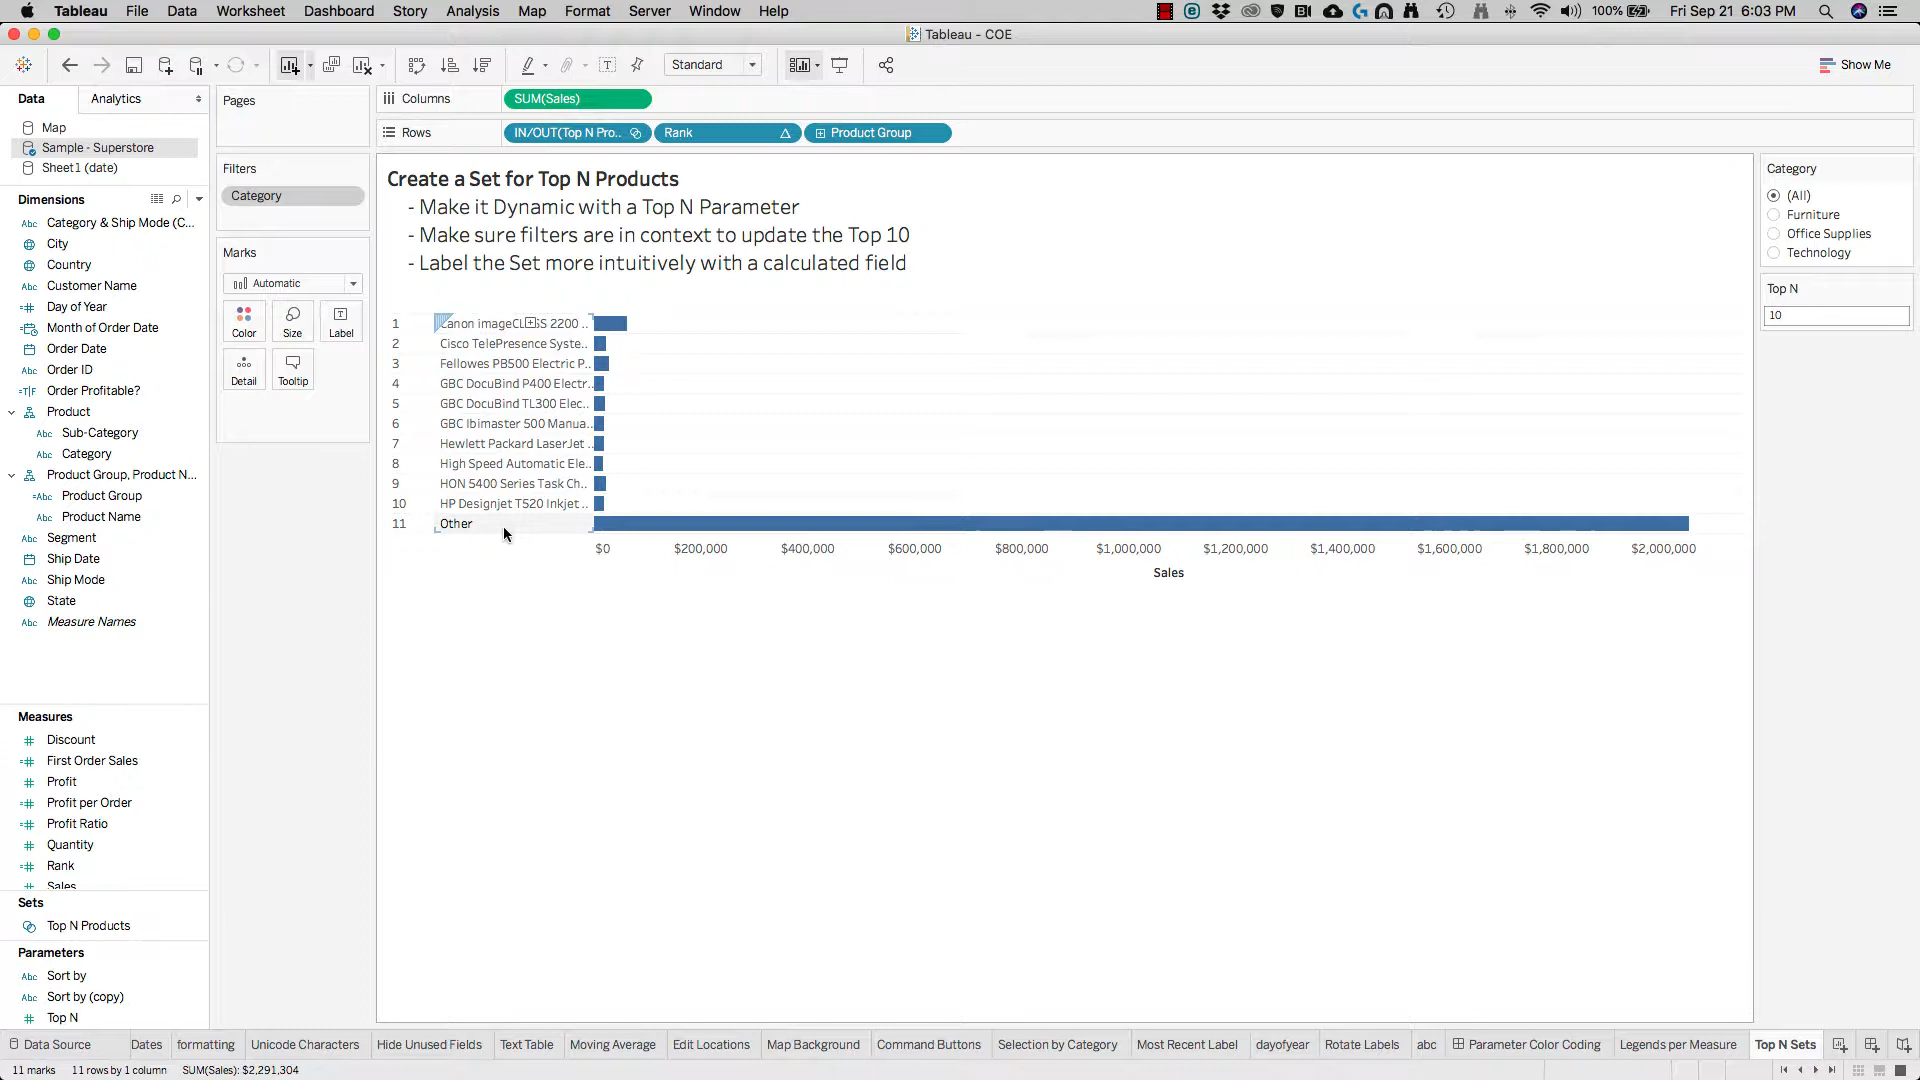 Tableau File Data Worksheet Dashboard Story Analysis Map Format Server Window Help 100% Fri Sep 21 6:03 PM
Tableau - COE
Standard Show Me
Data Analytics Pages Columns SUM(Sales)
Map
Sample - Superstore
Sheet1 (date)
Rows IN/OUT(Top N Pro.. Rank Product Group
Filters
Category
Dimensions
Category & Ship Mode (C...
City
Country
Customer Name
Day of Year
Month of Order Date
Order Date
Order ID
Order Profitable?
Product
Sub-Category
Category
Product Group, Product N...
Product Group
Product Name
Segment
Ship Date
Ship Mode
State
Measure Names
Marks
Automatic
Color Size Label
Detail Tooltip
Create a Set for Top N Products
- Make it Dynamic with a Top N Parameter
- Make sure filters are in context to update the Top 10
- Label the Set more intuitively with a calculated field
1 Canon imageCLASS 2200 ..
2 Cisco TelePresence Syste..
3 Fellowes PB500 Electric P..
4 GBC DocuBind P400 Electr..
5 GBC DocuBind TL300 Elec..
6 GBC Ibimaster 500 Manua..
7 Hewlett Packard LaserJet ..
8 High Speed Automatic Ele..
9 HON 5400 Series Task Ch..
10 HP Designjet T520 Inkjet ..
11 Other
$0 $200,000 $400,000 $600,000 $800,000 $1,000,000 $1,200,000 $1,400,000 $1,600,000 $1,800,000 $2,000,000
Sales
Category
(All)
Furniture
Office Supplies
Technology
Top N
10
Measures
Discount
First Order Sales
Profit
Profit per Order
Profit Ratio
Quantity
Rank
Sales
Sets
Top N Products
Parameters
Sort by
Sort by (copy)
Top N
Data Source Dates formatting Unicode Characters Hide Unused Fields Text Table Moving Average Edit Locations Map Background Command Buttons Selection by Category Most Recent Label dayofyear Rotate Labels abc Parameter Color Coding Legends per Measure Top N Sets
11 marks 11 rows by 1 column SUM(Sales): $2,291,304